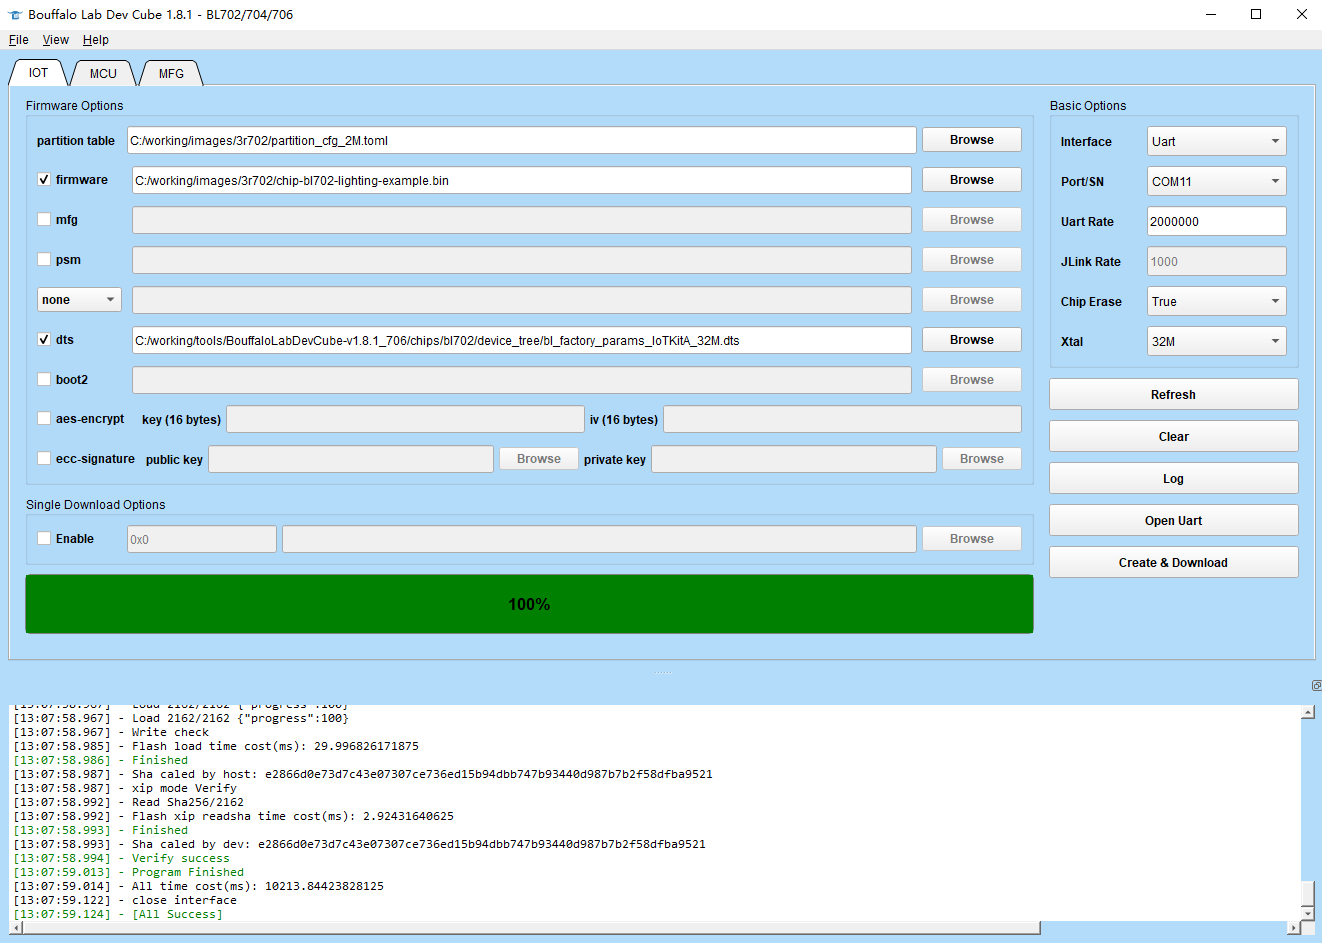 Bouffalo Lab Dev Cube 1.8.1 - BL702/704/706
File View Help
IOT MCU MFG
Firmware Options
partition table C:/working/images/3r702/partition_cfg_2M.toml Browse
firmware C:/working/images/3r702/chip-bl702-lighting-example.bin Browse
mfg Browse
psm Browse
none Browse
dts C:/working/tools/BouffaloLabDevCube-v1.8.1_706/chips/bl702/device_tree/bl_factory_params_IoTKitA_32M.dts Browse
boot2 Browse
aes-encrypt key (16 bytes) iv (16 bytes)
ecc-signature public key Browse private key Browse
Single Download Options
Enable 0x0 Browse
100%
Basic Options
Interface Uart
Port/SN COM11
Uart Rate 2000000
JLink Rate 1000
Chip Erase True
Xtal 32M
Refresh
Clear
Log
Open Uart
Create & Download
[13:07:58.967] - Load 2162/2162 {"progress":100}
[13:07:58.967] - Load 2162/2162 {"progress":100}
[13:07:58.967] - Write check
[13:07:58.985] - Flash load time cost(ms): 29.996826171875
[13:07:58.986] - Finished
[13:07:58.987] - Sha caled by host: e2866d0e73d7c43e07307ce736ed15b94dbb747b93440d987b7b2f58dfba9521
[13:07:58.987] - xip mode Verify
[13:07:58.992] - Read Sha256/2162
[13:07:58.992] - Flash xip readsha time cost(ms): 2.92431640625
[13:07:58.993] - Finished
[13:07:58.993] - Sha caled by dev: e2866d0e73d7c43e07307ce736ed15b94dbb747b93440d987b7b2f58dfba9521
[13:07:58.994] - Verify success
[13:07:59.013] - Program Finished
[13:07:59.014] - All time cost(ms): 10213.84423828125
[13:07:59.122] - close interface
[13:07:59.124] - [All Success]